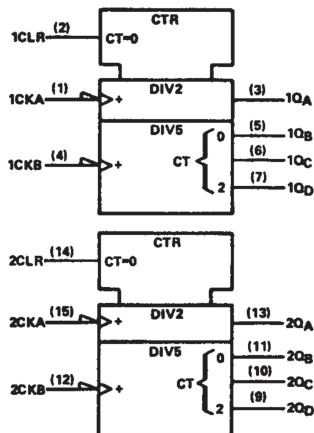 CTR
1CLR (2) CT=0
DIV2
1CKA (1) + (3) 1QA
DIV5
0 (5) 1QB
1CKB (4) + CT (6) 1QC
2 (7) 1QD
CTR
2CLR (14) CT=0
DIV2
2CKA (15) + (13) 2QA
DIV5
0 (11) 2QB
2CKB (12) + CT (10) 2QC
2 (9) 2QD